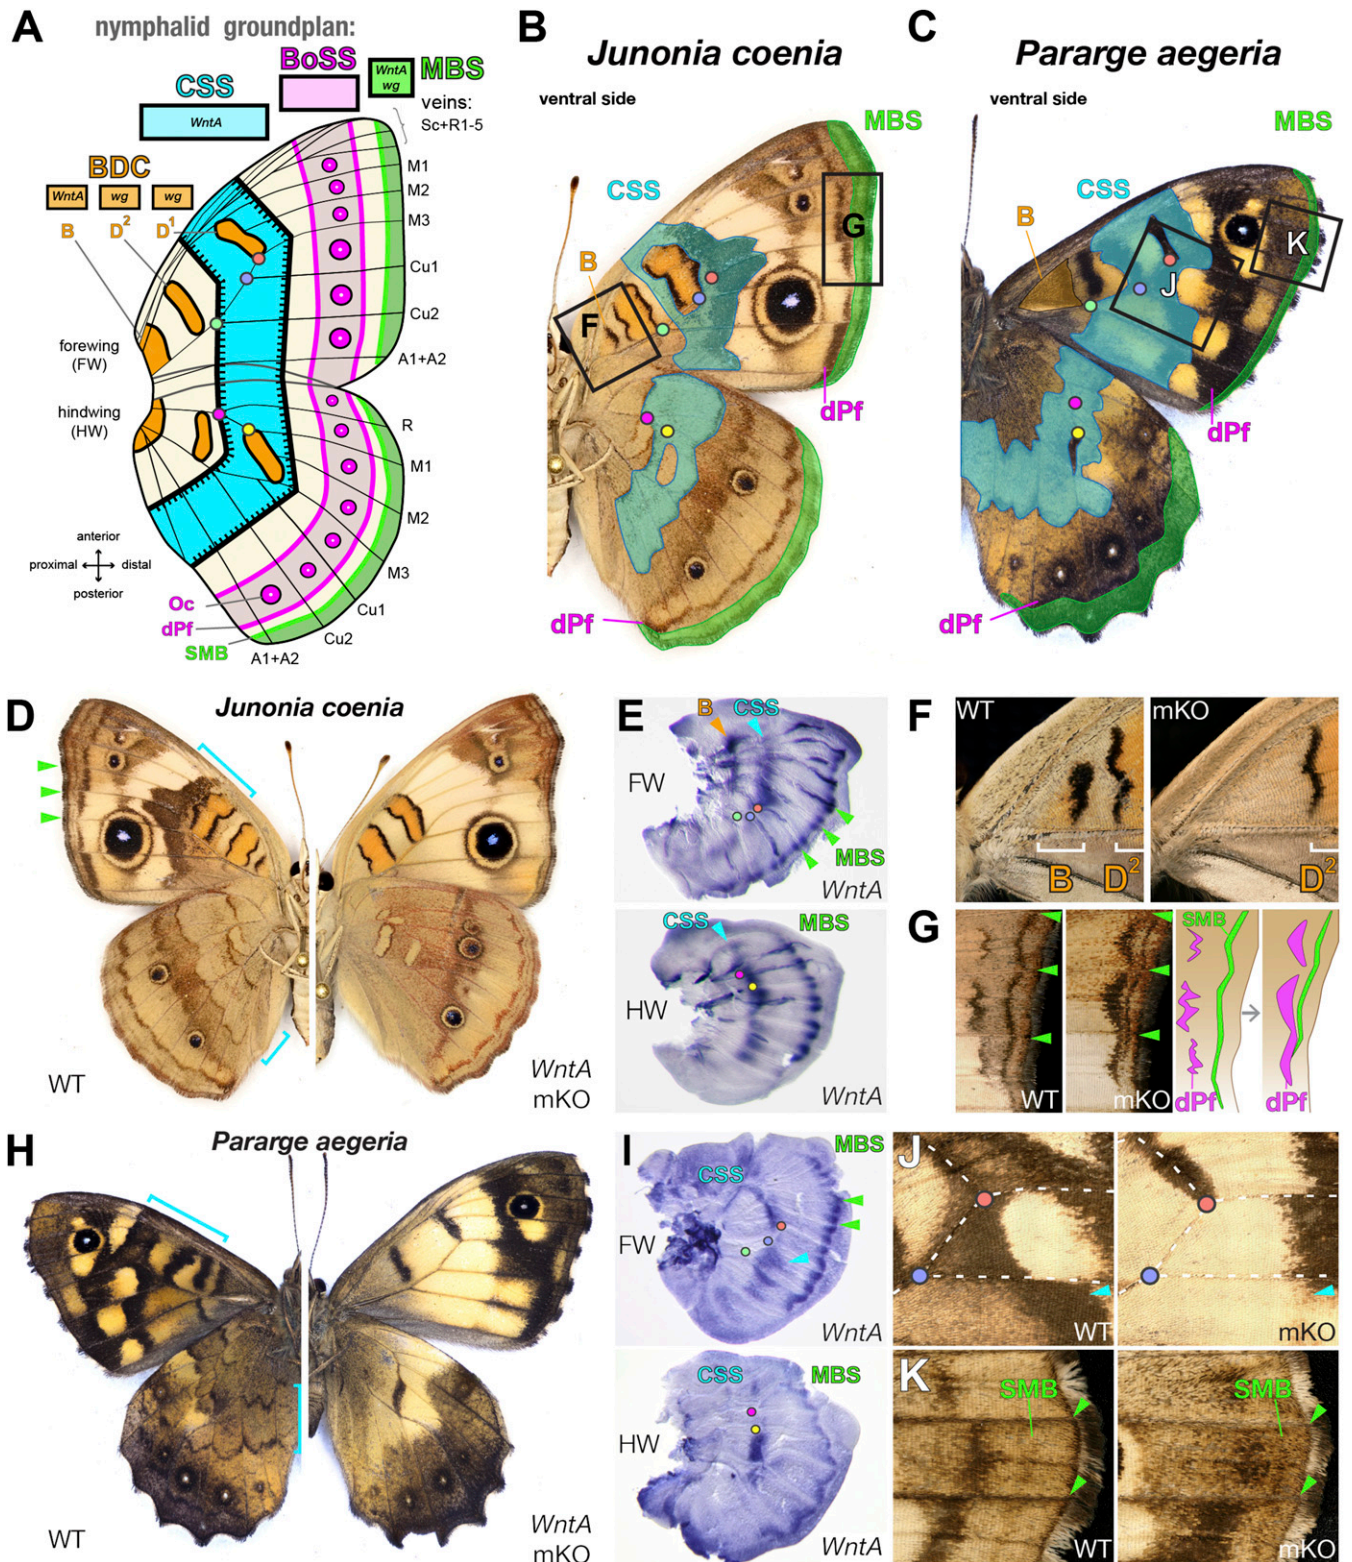 A
nymphalid groundplan:
BoSS
CSS
WntA
WntA
wg
MBS
veins:
Sc+R1-5
BDC
WntA
wg
wg
B
D2
D1
M1
M2
M3
Cu1
Cu2
A1+A2
forewing
(FW)
hindwing
(HW)
R
M1
M2
M3
Cu1
Cu2
A1+A2
anterior
proximal
distal
posterior
Oc
dPf
SMB
B
Junonia coenia
ventral side
MBS
CSS
B
F
G
dPf
dPf
C
Pararge aegeria
ventral side
MBS
CSS
B
J
K
dPf
dPf
D
Junonia coenia
WT
WntA
mKO
E
B
CSS
FW
MBS
WntA
CSS
MBS
HW
WntA
F
WT
mKO
B
D2
D2
G
SMB
WT
mKO
dPf
dPf
H
Pararge aegeria
WT
WntA
mKO
I
MBS
CSS
FW
WntA
CSS
MBS
HW
WntA
J
WT
mKO
K
SMB
SMB
WT
mKO